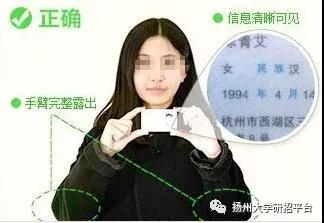 正确
信息清晰可见
青艾
女 民族 汉
1994 年 4 月 14
杭州市西湖区三
号
手臂完整露出
扬州大学研招平台